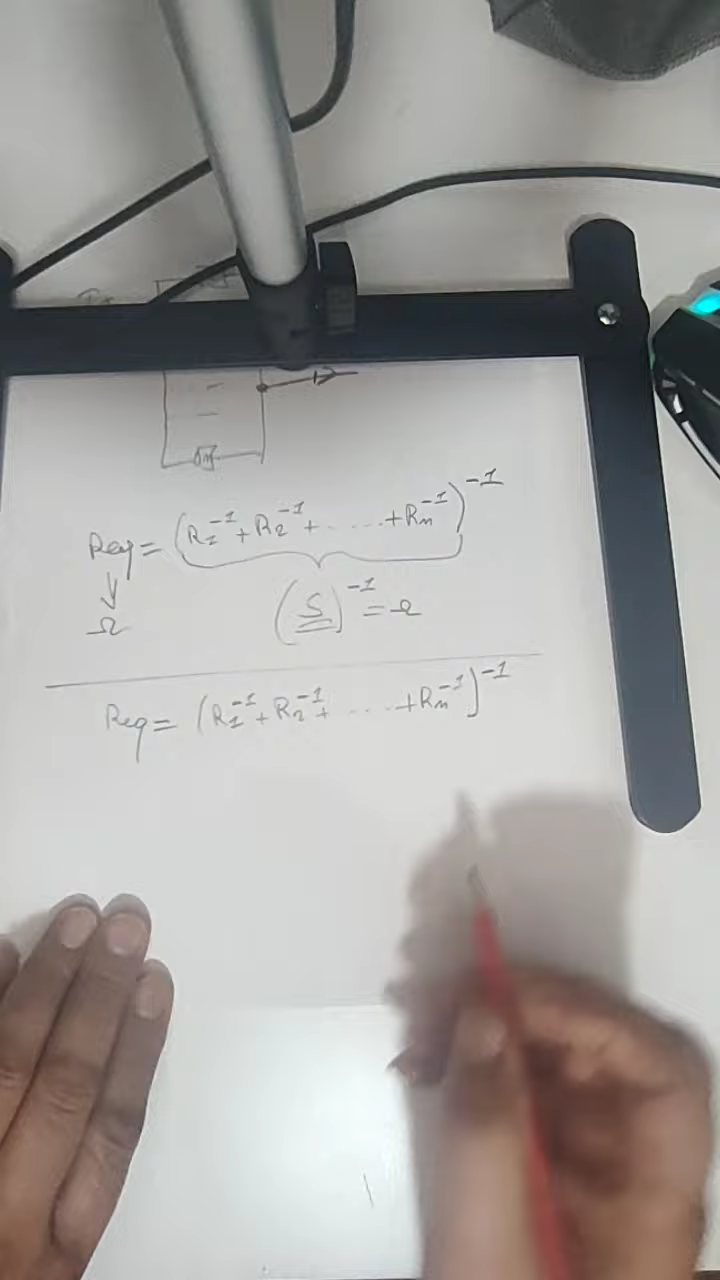 Req = (R₁⁻¹ + R₂⁻¹ + ..... + Rn⁻¹)⁻¹
↓
Ω (S)⁻¹ = Ω
Req = (R₁⁻¹ + R₂⁻¹ + ..... + Rn⁻¹)⁻¹